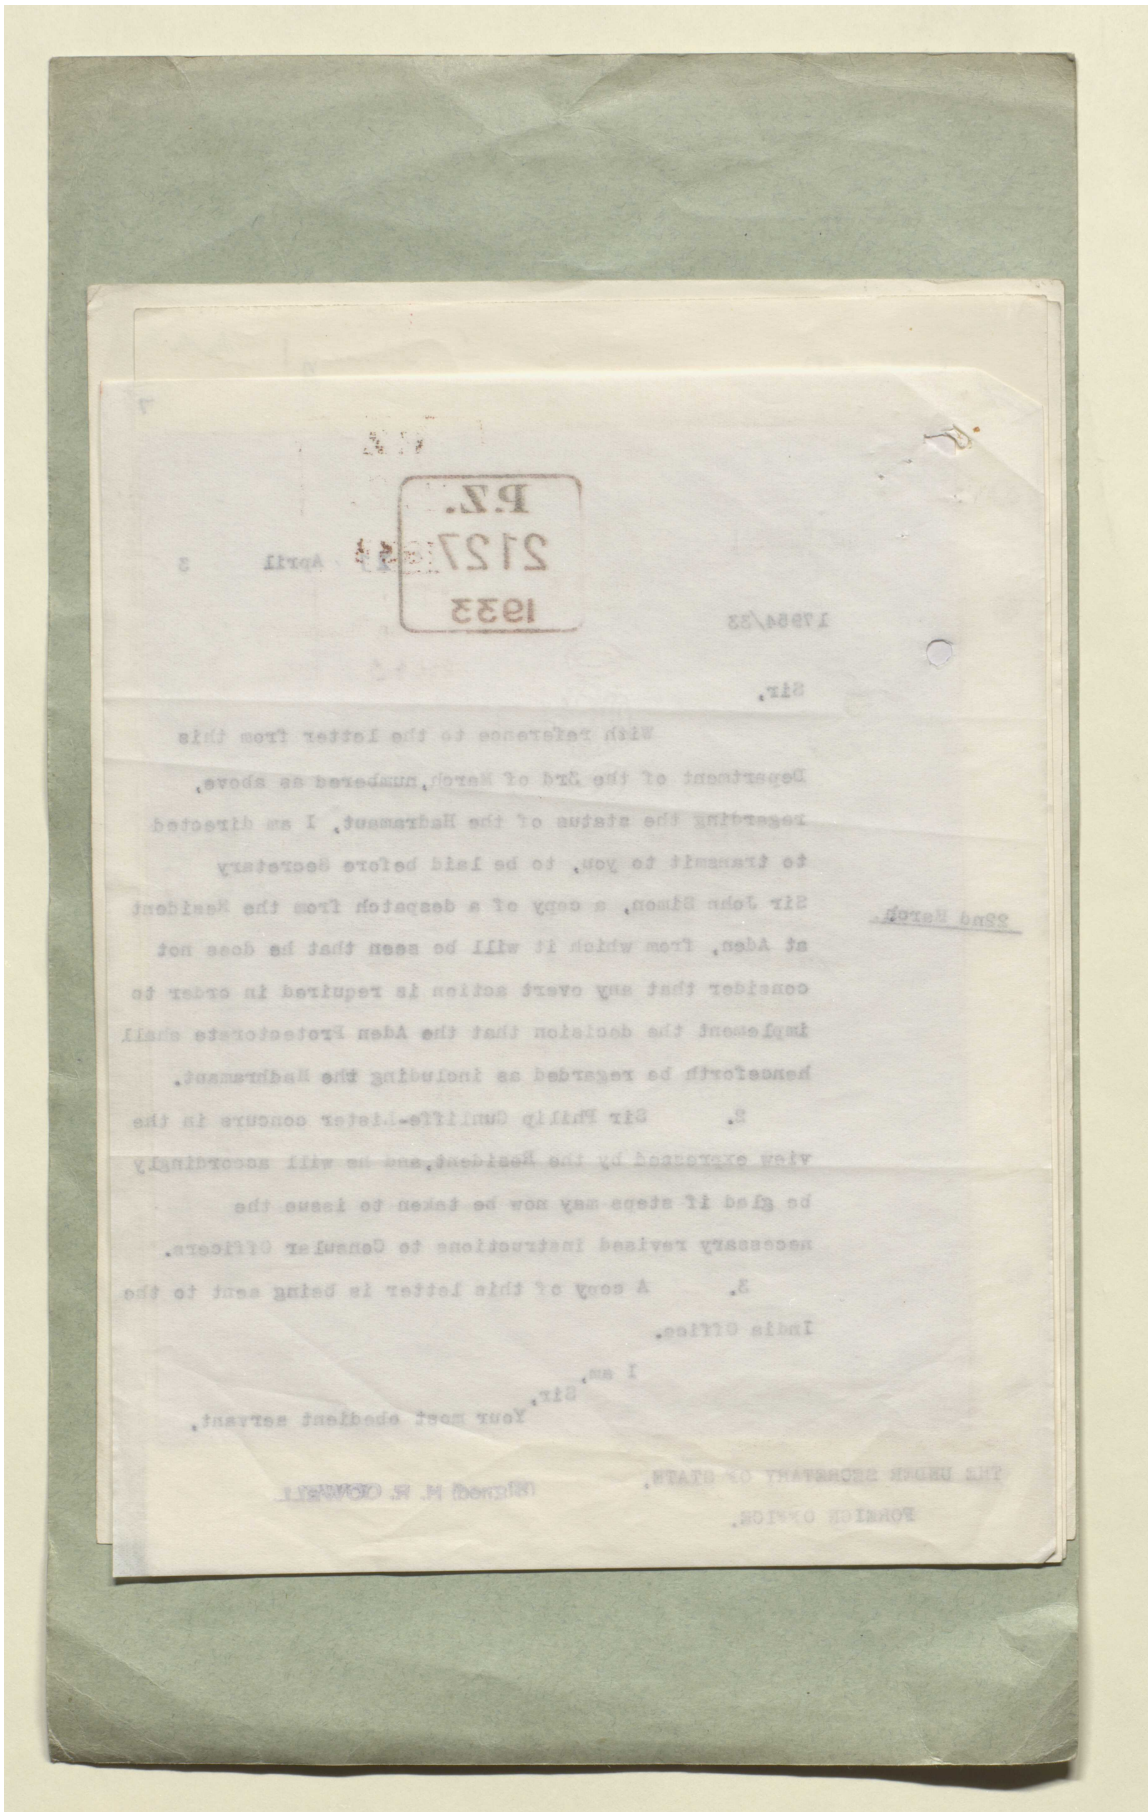 P.Z.
2127
1933
April 3
17954/33
Sir,
With reference to the letter from this
Department of the 3rd of March, numbered as above,
regarding the status of the Hadramaut, I am directed
to transmit to you, to be laid before Secretary
Sir John Simon, a copy of a despatch from the Resident
22nd March.
at Aden, from which it will be seen that he does not
consider that any overt action is required in order to
implement the decision that the Aden Protectorate shall
henceforth be regarded as including the Hadhramaut.
2. Sir Philip Cunliffe-Lister concurs in the
view expressed by the Resident, and he will accordingly
be glad if steps may now be taken to issue the
necessary revised instructions to Consular Officers.
3. A copy of this letter is being sent to the
India Office.
I am,
Sir,
Your most obedient servant,
(Signed) M. R. COWELL
THE UNDER SECRETARY OF STATE,
FOREIGN OFFICE.